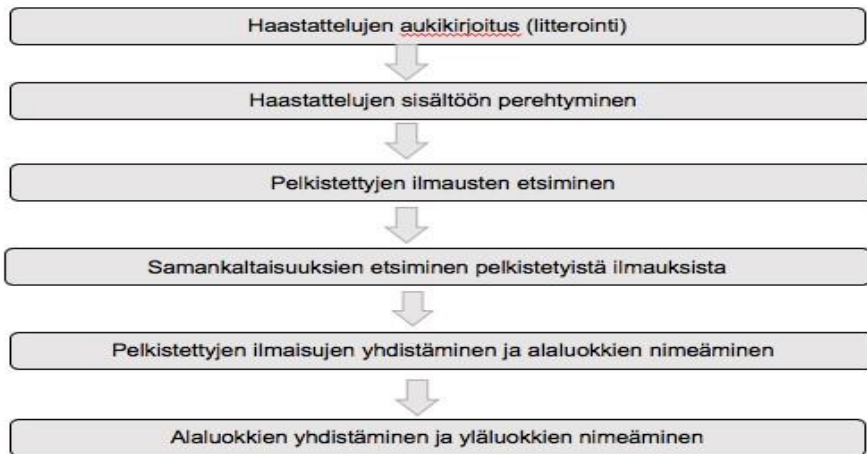 Haastattelujen aukikirjoitus (litterointi)
Haastattelujen sisältöön perehtyminen
Pelkistettyjen ilmausten etsiminen
Samankaltaisuuksien etsiminen pelkistetyistä ilmauksista
Pelkistettyjen ilmaisujen yhdistäminen ja alaluokkien nimeäminen
Alaluokkien yhdistäminen ja yläluokkien nimeäminen